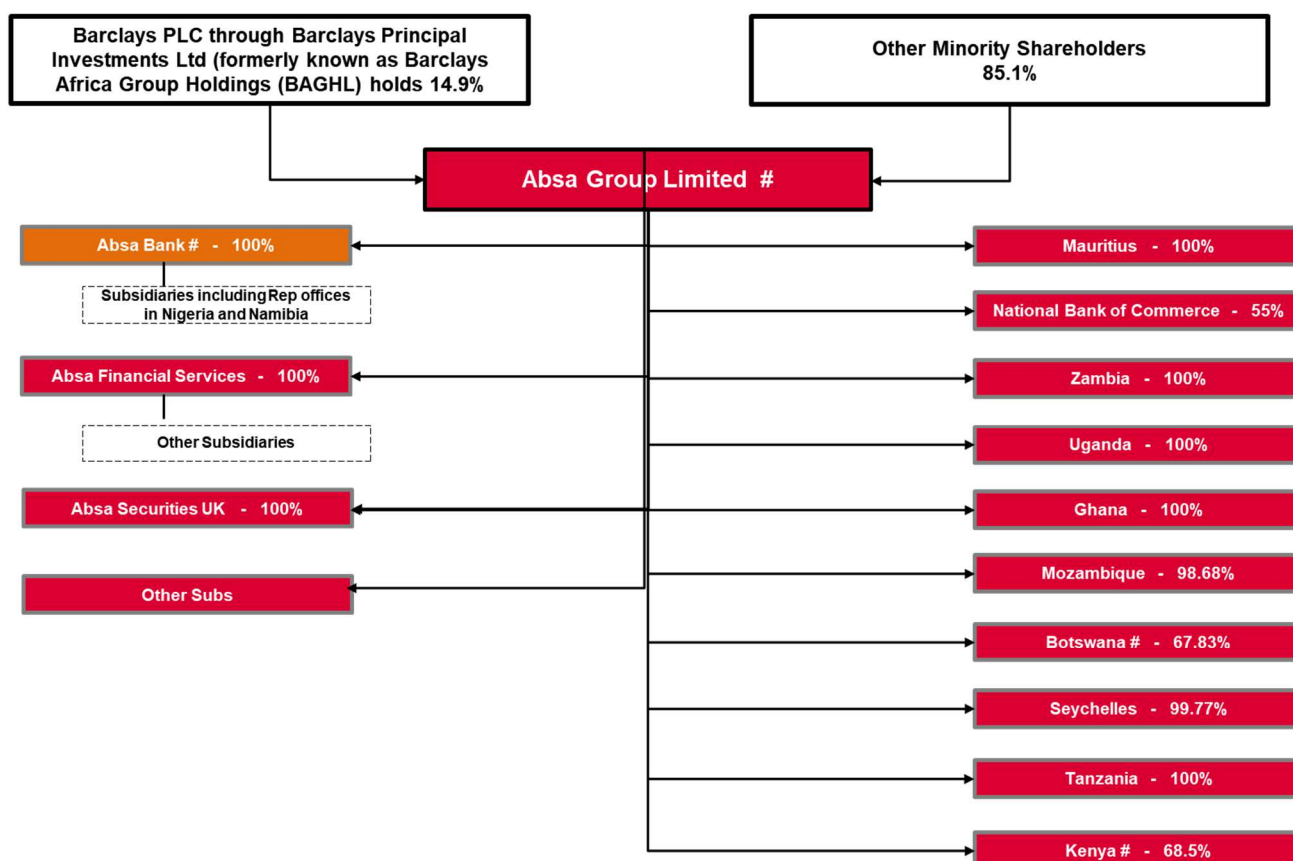 Barclays PLC through Barclays Principal
Investments Ltd (formerly known as Barclays
Africa Group Holdings (BAGHL) holds 14.9%
Other Minority Shareholders
85.1%
Absa Group Limited #
Absa Bank # - 100%
Subsidiaries including Rep offices
in Nigeria and Namibia
Absa Financial Services - 100%
Other Subsidiaries
Absa Securities UK - 100%
Other Subs
Mauritius - 100%
National Bank of Commerce - 55%
Zambia - 100%
Uganda - 100%
Ghana - 100%
Mozambique - 98.68%
Botswana # - 67.83%
Seychelles - 99.77%
Tanzania - 100%
Kenya # - 68.5%